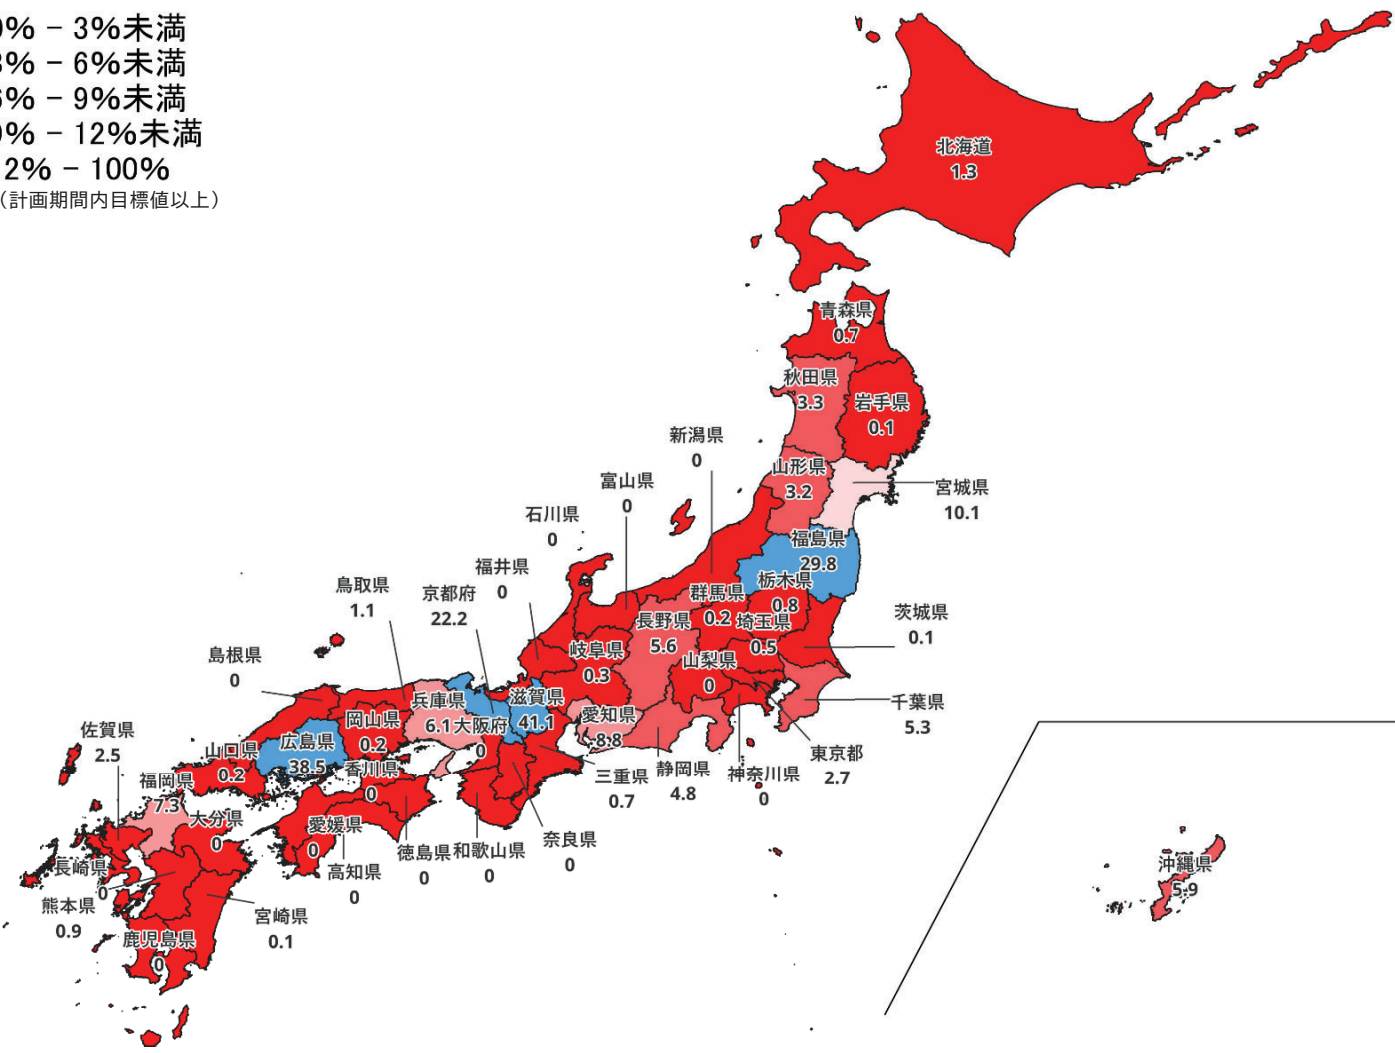 0% － 3%未満
3% － 6%未満
6% － 9%未満
9% － 12%未満
12% － 100%
（計画期間内目標値以上）
北海道
1.3
青森県
0.7
秋田県
3.3
岩手県
0.1
新潟県
0
山形県
3.2
富山県
0
宮城県
10.1
石川県
0
福島県
29.8
福井県
0
鳥取県
1.1
京都府
22.2
群馬県
0.2
栃木県
0.8
茨城県
0.1
長野県
5.6
埼玉県
0.5
島根県
0
岐阜県
0.3
山梨県
0
千葉県
5.3
兵庫県
6.1
滋賀県
41.1
大阪府
0
愛知県
8.8
岡山県
0.2
佐賀県
2.5
広島県
38.5
山口県
0.2
東京都
2.7
香川県
0
三重県
0.7
静岡県
4.8
神奈川県
0
福岡県
7.3
大分県
0
愛媛県
0
奈良県
0
徳島県
0
和歌山県
0
高知県
0
長崎県
0
沖縄県
5.9
熊本県
0.9
宮崎県
0.1
鹿児島県
0